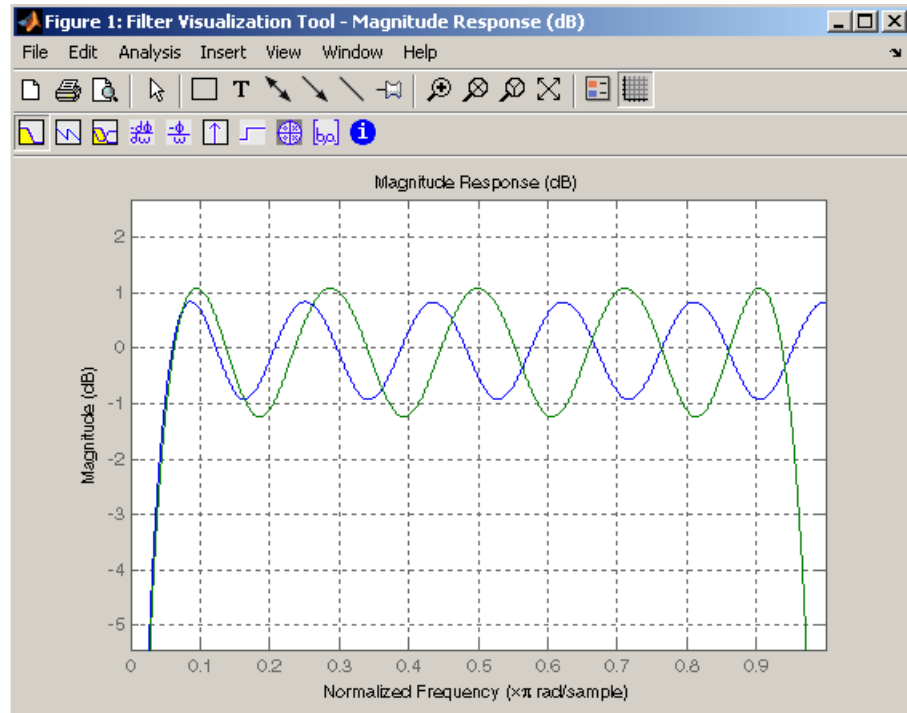 Figure 1: Filter Visualization Tool - Magnitude Response (dB)
File Edit Analysis Insert View Window Help
T
[b,a] i
Magnitude Response (dB)
2
1
0
-1
-2
-3
-4
-5
Magnitude (dB)
0 0.1 0.2 0.3 0.4 0.5 0.6 0.7 0.8 0.9
Normalized Frequency (×π rad/sample)